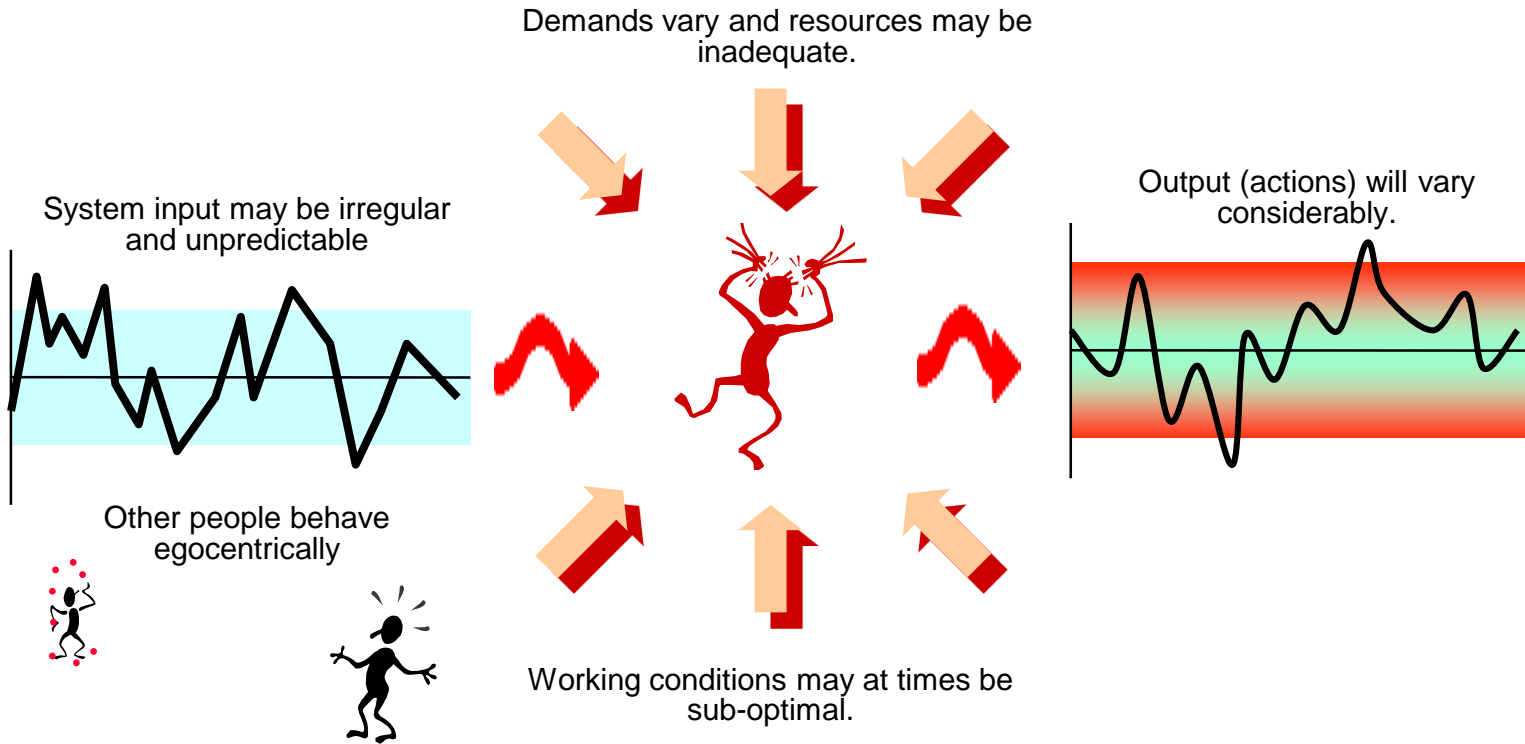 Demands vary and resources may be
inadequate.
System input may be irregular
and unpredictable
Output (actions) will vary
considerably.
Other people behave
egocentrically
Working conditions may at times be
sub-optimal.